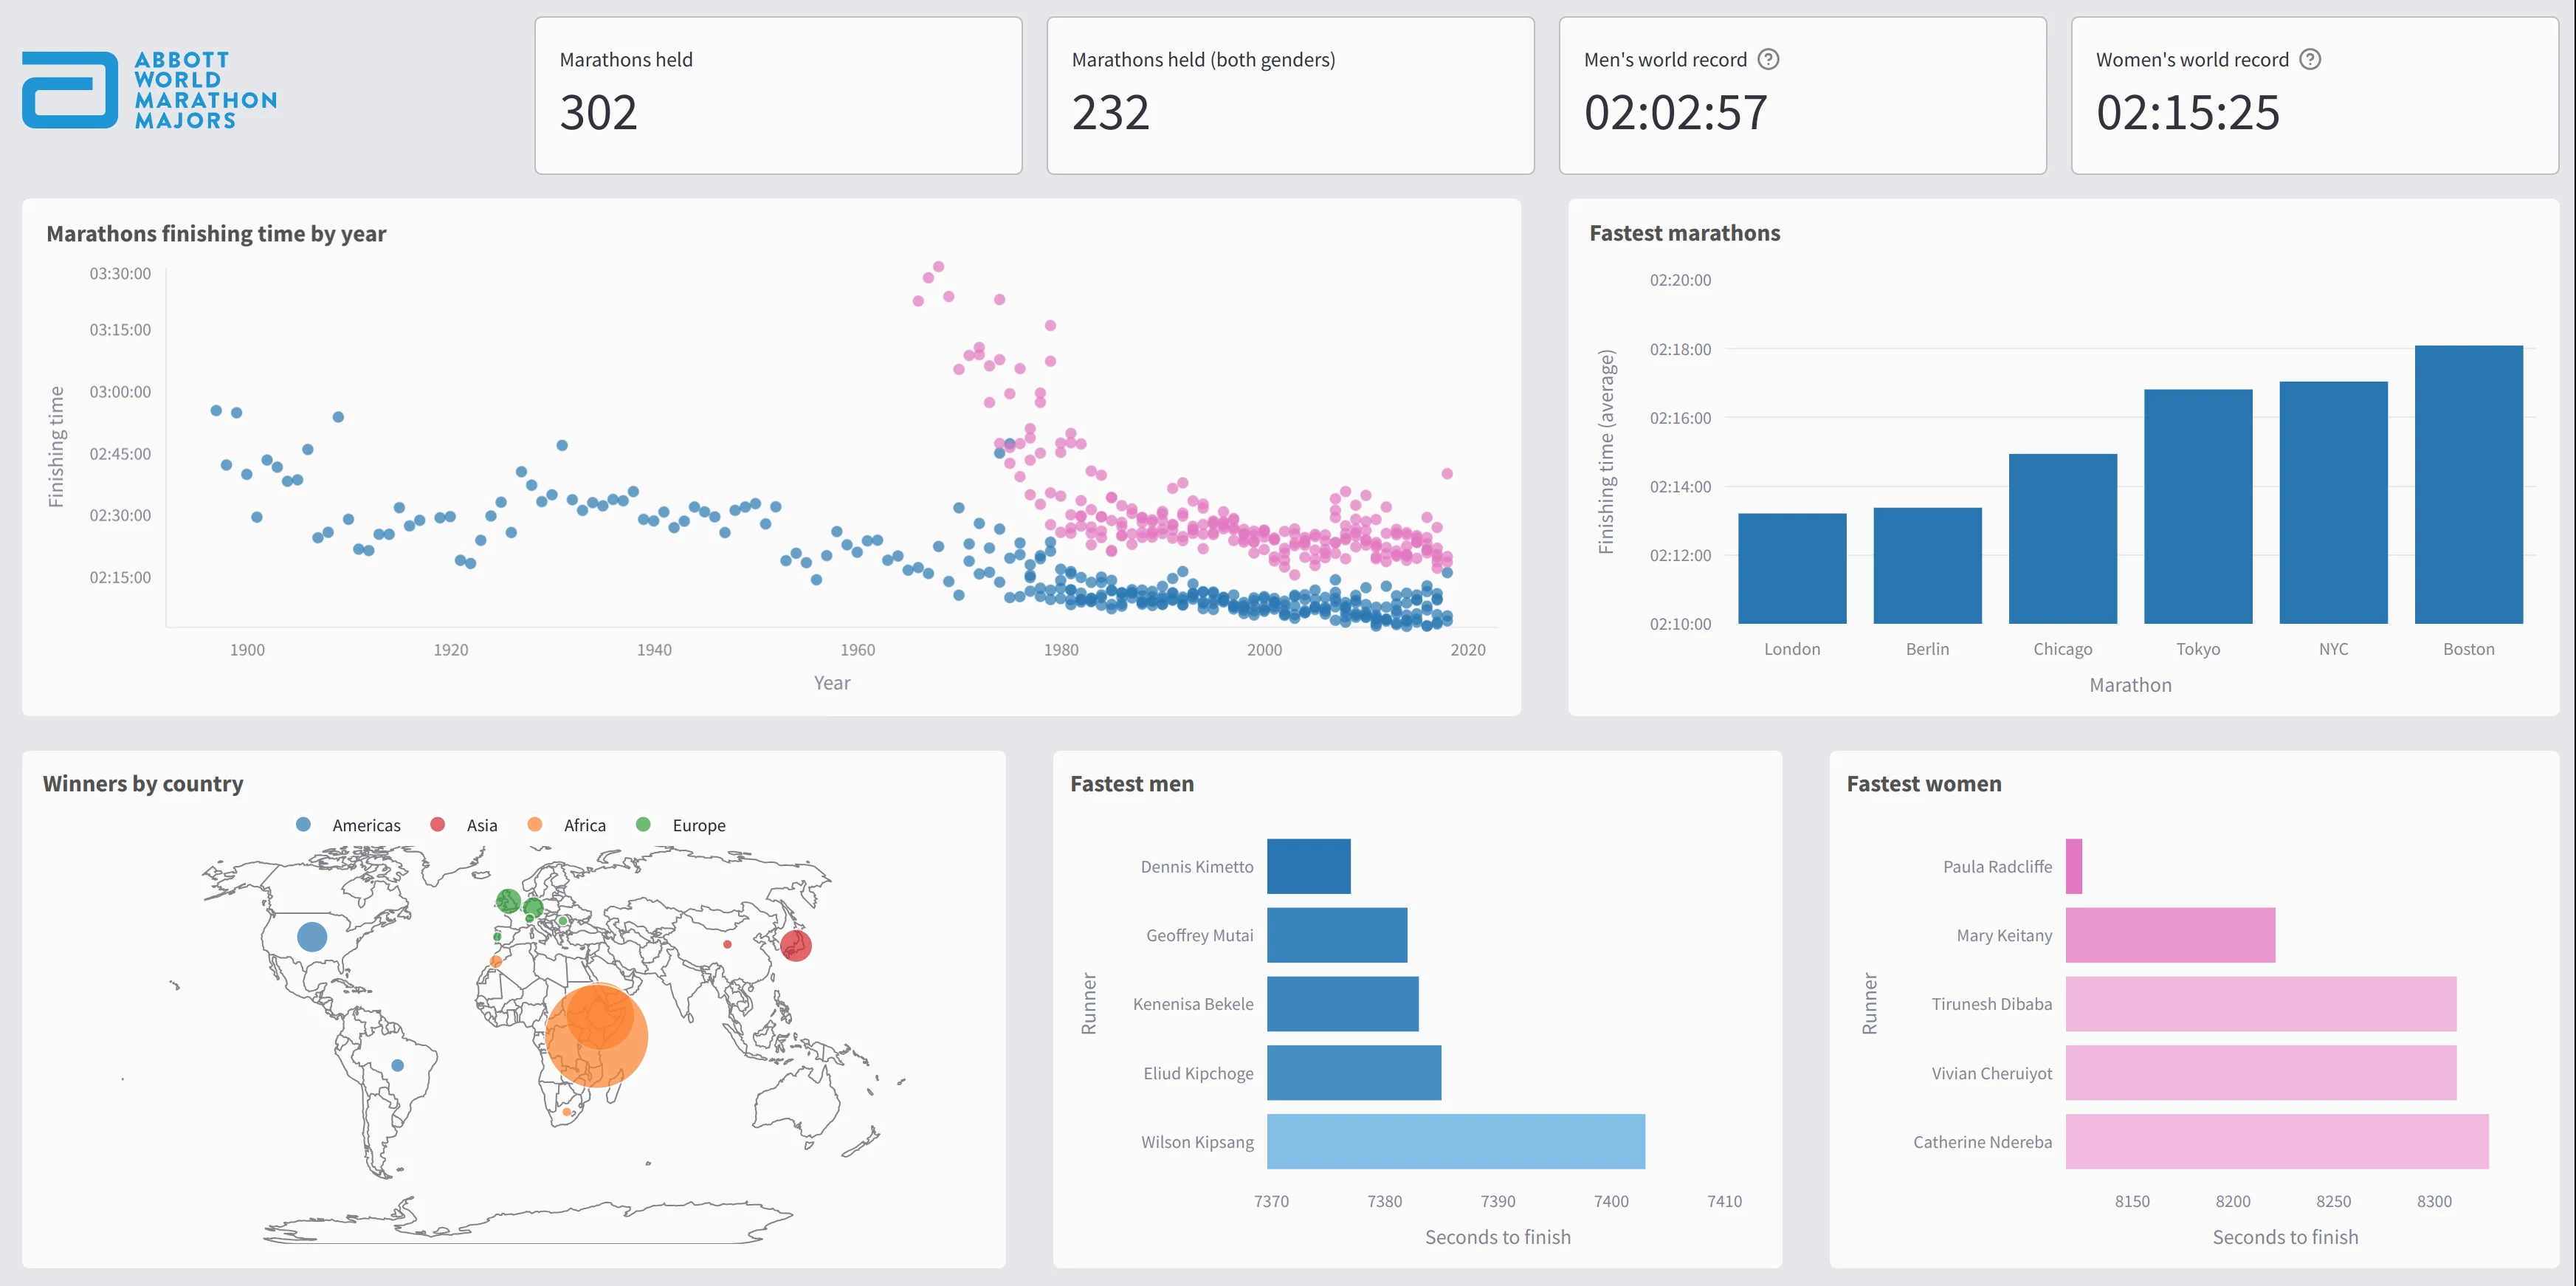 ABBOTT
WORLD
MARATHON
MAJORS
Marathons held
302
Marathons held (both genders)
232
Men's world record ?
02:02:57
Women's world record ?
02:15:25
Marathons finishing time by year
03:30:00
03:15:00
03:00:00
02:45:00
02:30:00
02:15:00
Finishing time
1900 1920 1940 1960 1980 2000 2020
Year
Fastest marathons
02:20:00
02:18:00
02:16:00
02:14:00
02:12:00
02:10:00
Finishing time (average)
London Berlin Chicago Tokyo NYC Boston
Marathon
Winners by country
Americas Asia Africa Europe
Fastest men
Runner
Dennis Kimetto
Geoffrey Mutai
Kenenisa Bekele
Eliud Kipchoge
Wilson Kipsang
7370 7380 7390 7400 7410
Seconds to finish
Fastest women
Runner
Paula Radcliffe
Mary Keitany
Tirunesh Dibaba
Vivian Cheruiyot
Catherine Ndereba
8150 8200 8250 8300
Seconds to finish